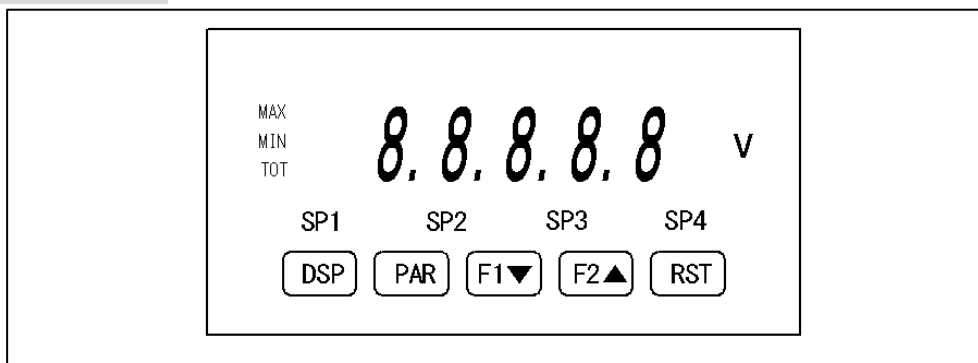 MAX
MIN
TOT
8.8.8.8.8 V
SP1 SP2 SP3 SP4
DSP PAR F1▼ F2▲ RST